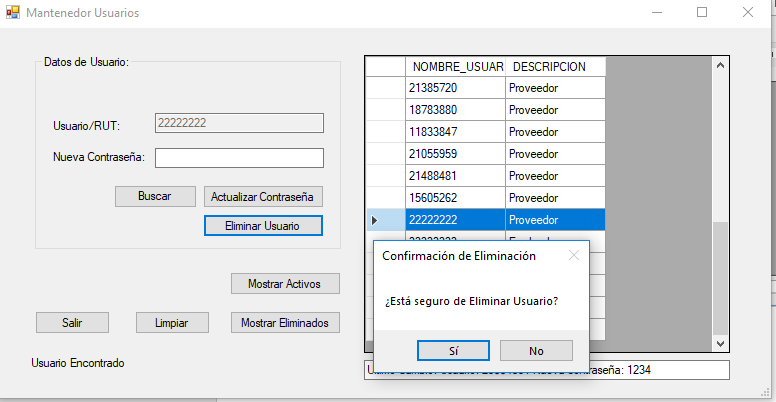 Mantenedor Usuarios
Datos de Usuario:
Usuario/RUT:
22222222
Nueva Contraseña:
Buscar
Actualizar Contraseña
Eliminar Usuario
Mostrar Activos
Salir
Limpiar
Mostrar Eliminados
Usuario Encontrado
NOMBRE_USUAR DESCRIPCION
21385720 Proveedor
18783880 Proveedor
11833847 Proveedor
21055959 Proveedor
21488481 Proveedor
15605262 Proveedor
22222222 Proveedor
Confirmación de Eliminación
¿Está seguro de Eliminar Usuario?
Sí
No
contraseña: 1234